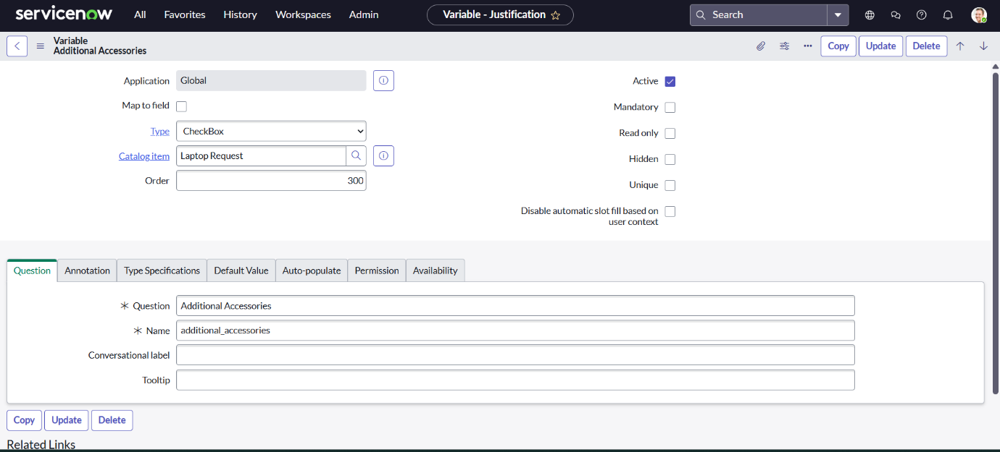 servicenow All Favorites History Workspaces Admin Variable - Justification Search
Variable
Additional Accessories
Copy Update Delete
Application Global
Active
Map to field
Mandatory
Type CheckBox
Read only
Catalog item Laptop Request
Hidden
Order 300
Unique
Disable automatic slot fill based on
user context
Question Annotation Type Specifications Default Value Auto-populate Permission Availability
* Question Additional Accessories
* Name additional_accessories
Conversational label
Tooltip
Copy Update Delete
Related Links